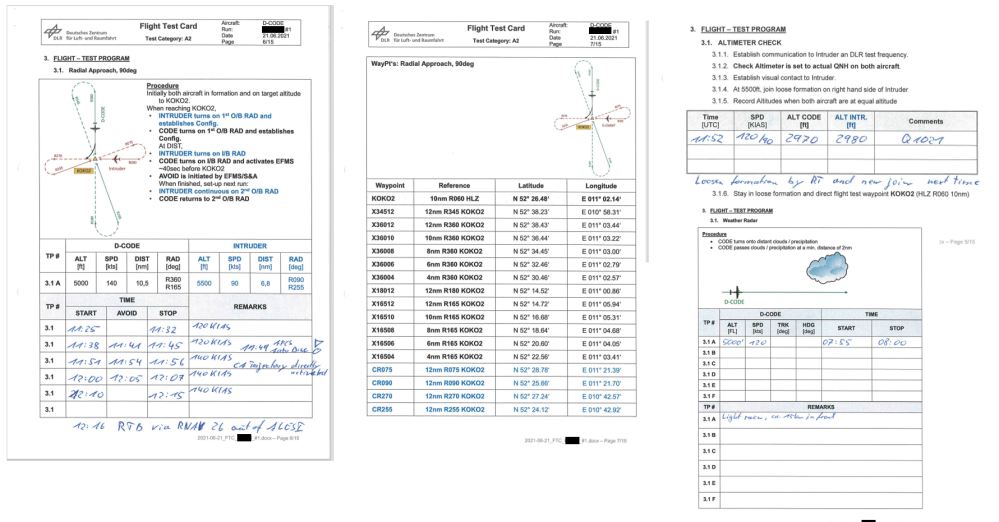 Deutsches Zentrum
DLR für Luft- und Raumfahrt
Flight Test Card
Test Category: A2
Aircraft: D-CODE
Run: #1
Date 21.06.2021
Page 6/15
3. FLIGHT – TEST PROGRAM
3.1. Radial Approach, 90deg
D-CODE
KOKO2
Intruder
Procedure
Initially both aircraft in formation and on target altitude
to KOKO2.
When reaching KOKO2,
• INTRUDER turns on 1st O/B RAD and
establishes Config.
• CODE turns on 1st O/B RAD and establishes
Config.
At DIST,
• INTRUDER turns on I/B RAD
• CODE turns on I/B RAD and activates EFMS
~40sec before KOKO2
• AVOID is initiated by EFMS/S&A
When finished, set-up next run:
• INTRUDER continuous on 2nd O/B RAD
• CODE returns to 2nd O/B RAD
TP # D-CODE INTRUDER
ALT [ft] SPD [kts] DIST [nm] RAD [deg] ALT [ft] SPD [kts] DIST [nm] RAD [deg]
3.1 A 5000 140 10,5 R360 R165 5500 90 6,8 R090 R255
TP # TIME REMARKS
START AVOID STOP
3.1 11:25 11:32 120 KIAS
3.1 11:38 11:41 11:45 120 KIAS 11:44
3.1 11:51 11:54 11:56 140 KIAS CA trajectory directly activated
3.1 12:00 12:05 12:07 140 KIAS
3.1 12:10 12:15 140 KIAS
3.1
12:16 RTB via RNAV 26 out of
2021-06-21_FTC_ _#1.docx – Page 6/15
Deutsches Zentrum
DLR für Luft- und Raumfahrt
Flight Test Card
Test Category: A2
Aircraft: D-CODE
Run: #1
Date 21.06.2021
Page 7/15
WayPt's: Radial Approach, 90deg
Waypoint Reference Latitude Longitude
KOKO2 10nm R060 HLZ N 52° 26.48' E 011° 02.14'
X34512 12nm R345 KOKO2 N 52° 38.23' E 010° 58.31'
X36012 12nm R360 KOKO2 N 52° 38.43' E 011° 03.44'
X36010 10nm R360 KOKO2 N 52° 36.44' E 011° 03.22'
X36008 8nm R360 KOKO2 N 52° 34.45' E 011° 03.00'
X36006 6nm R360 KOKO2 N 52° 32.46' E 011° 02.79'
X36004 4nm R360 KOKO2 N 52° 30.46' E 011° 02.57'
X18012 12nm R180 KOKO2 N 52° 14.52' E 011° 00.86'
X16512 12nm R165 KOKO2 N 52° 14.72' E 011° 05.94'
X16510 10nm R165 KOKO2 N 52° 16.68' E 011° 05.31'
X16508 8nm R165 KOKO2 N 52° 18.64' E 011° 04.68'
X16506 6nm R165 KOKO2 N 52° 20.60' E 011° 04.05'
X16504 4nm R165 KOKO2 N 52° 22.56' E 011° 03.41'
CR075 12nm R075 KOKO2 N 52° 28.78' E 011° 21.39'
CR090 12nm R090 KOKO2 N 52° 25.66' E 011° 21.70'
CR270 12nm R270 KOKO2 N 52° 27.24' E 010° 42.57'
CR255 12nm R255 KOKO2 N 52° 24.12' E 010° 42.92'
2021-06-21_FTC_ _#1.docx – Page 7/15
3. FLIGHT – TEST PROGRAM
3.1. ALTIMETER CHECK
3.1.1. Establish communication to Intruder an DLR test frequency.
3.1.2. Check Altimeter is set to actual QNH on both aircraft.
3.1.3. Establish visual contact to Intruder.
3.1.4. At 5500ft, join loose formation on right hand side of Intruder
3.1.5. Record Altitudes when both aircraft are at equal altitude
Time [UTC] SPD [KIAS] ALT CODE [ft] ALT INTR. [ft] Comments
11:52 120/90 2970 2980 Q 1021
Loosen formation by RT and new join next time
3.1.6. Stay in loose formation and direct flight test waypoint KOKO2 (HLZ R060 10nm)
3. FLIGHT – TEST PROGRAM
3.1. Weather Radar
Procedure
• CODE turns onto distant clouds / precipitation
• CODE passes clouds / precipitation at a min. distance of 2nm
D-CODE
– Page 5/15
TP # D-CODE TIME
ALT [FL] SPD [kts] TRK [deg] HDG [deg] START STOP
3.1 A 5000' 120 07:55 08:00
3.1 B
3.1 C
3.1 D
3.1 E
3.1 F
TP # REMARKS
3.1 A Light rain, ca. in front
3.1 B
3.1 C
3.1 D
3.1 E
3.1 F